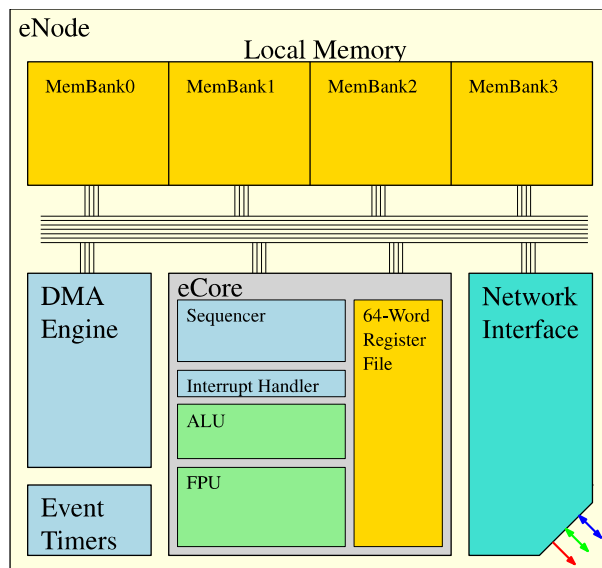 eNode
Local Memory
MemBank0
MemBank1
MemBank2
MemBank3
DMA
Engine
eCore
Sequencer
Interrupt Handler
ALU
FPU
64-Word
Register
File
Network
Interface
Event
Timers